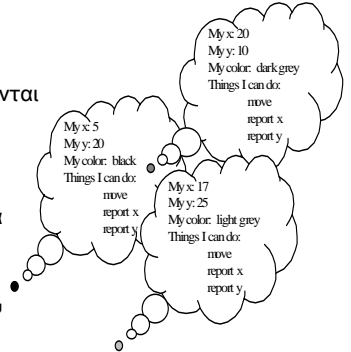 My x: 20
My y: 10
My color: dark grey
Things I can do:
move
report x
report y
νται
My x: 5
My y: 20
My color: black
Things I can do:
move
report x
report y
My x: 17
My y: 25
My color: light grey
Things I can do:
move
report x
report y